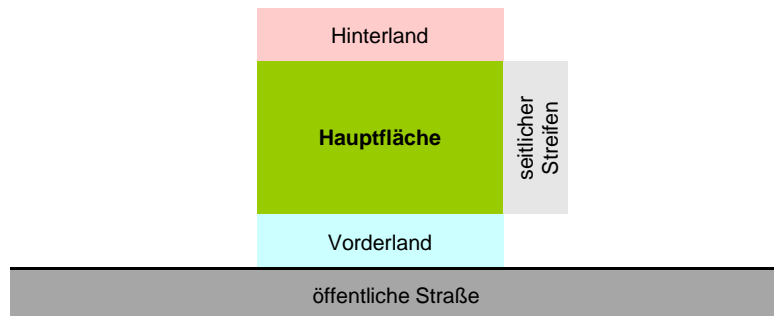 Hinterland
Hauptfläche
seitlicher
Streifen
Vorderland
öffentliche Straße